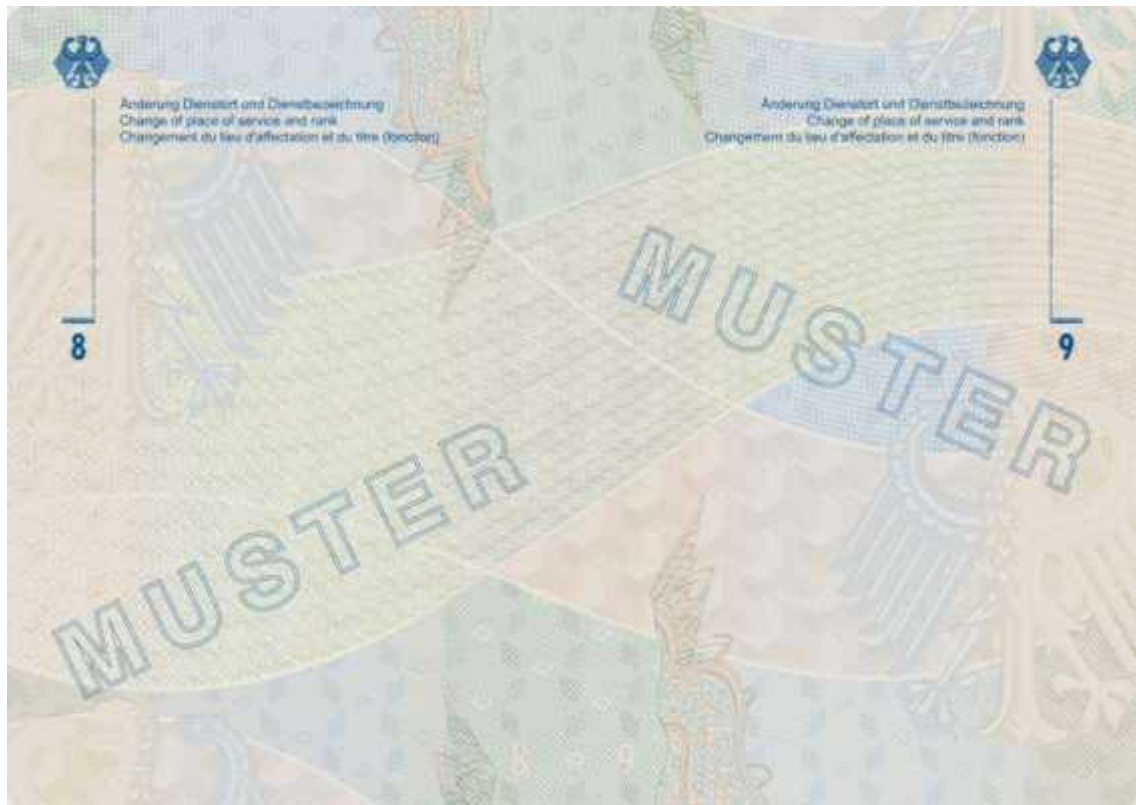 Änderung Dienstort und Dienstbezeichnung
Change of place of service and rank
Changement du lieu d'affectation et du titre (fonction)
8
MUSTER
Änderung Dienstort und Dienstbezeichnung
Change of place of service and rank
Changement du lieu d'affectation et du titre (fonction)
9
MUSTER
8
9